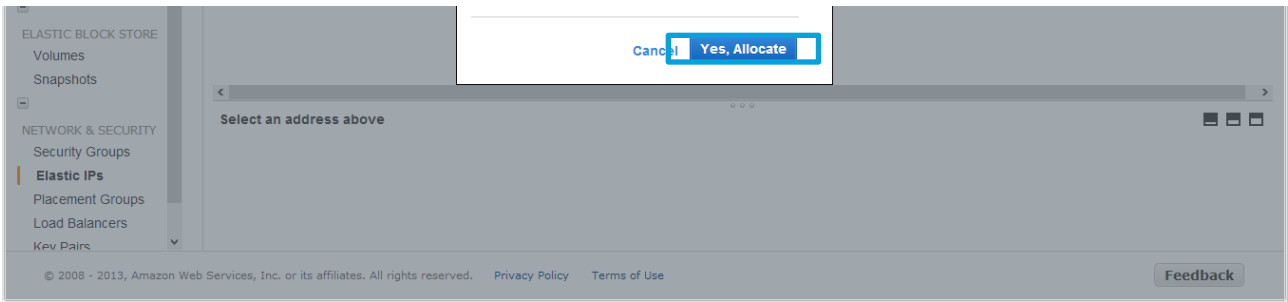 ELASTIC BLOCK STORE
Volumes
Snapshots
NETWORK & SECURITY
Security Groups
Elastic IPs
Placement Groups
Load Balancers
Key Pairs
Cancel Yes, Allocate
Select an address above
© 2008 - 2013, Amazon Web Services, Inc. or its affiliates. All rights reserved. Privacy Policy Terms of Use Feedback